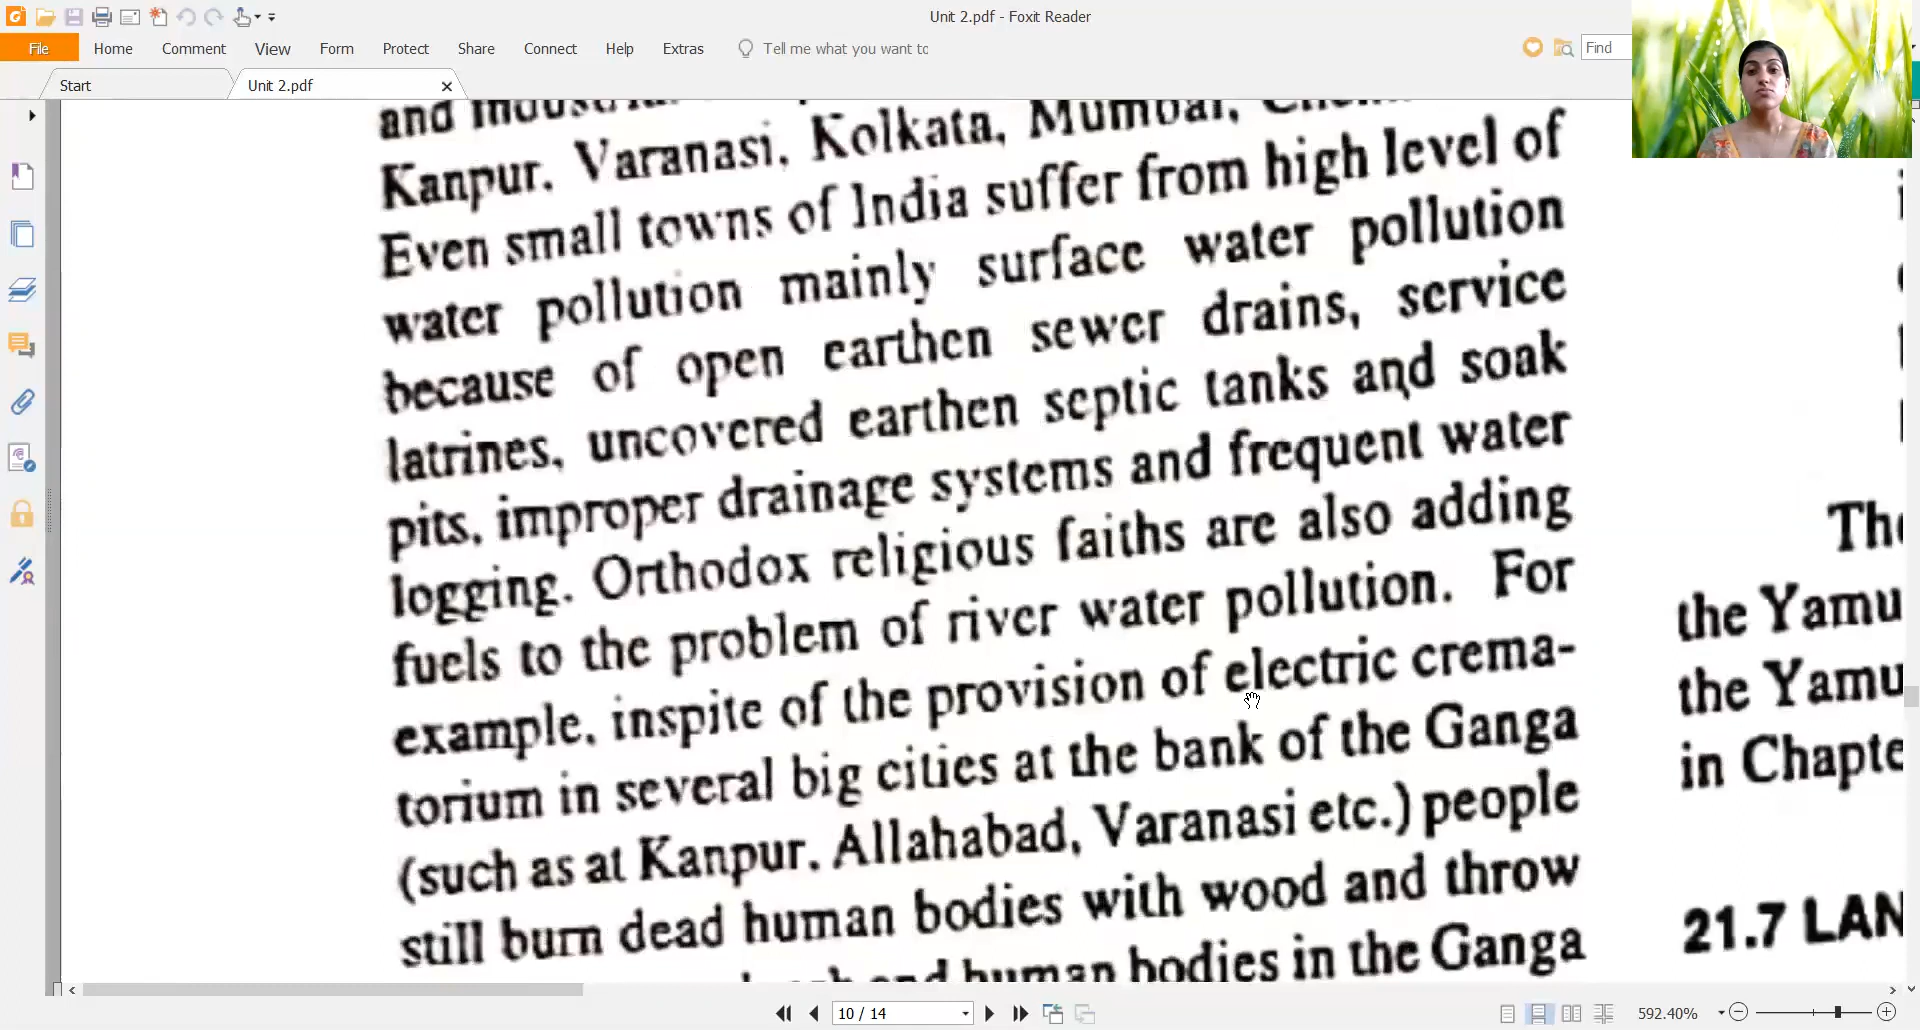 Unit 2.pdf - Foxit Reader
File Home Comment View Form Protect Share Connect Help Extras Tell me what you want to Find
Start Unit 2.pdf
and
Kanpur. Varanasi, Kolkata, Mumbai,
Even small towns of India suffer from high level of
water pollution mainly surface water pollution
because of open earthen sewer drains, service
latrines, uncovered earthen septic tanks and soak
pits, improper drainage systems and frequent water
logging. Orthodox religious faiths are also adding
fuels to the problem of river water pollution. For
example, inspite of the provision of electric crema-
torium in several big cities at the bank of the Ganga
(such as at Kanpur, Allahabad, Varanasi etc.) people
still burn dead human bodies with wood and throw
and human bodies in the Ganga
the Yamu
the Yamu
in Chapte
21.7 LAN
10 / 14
592.40%